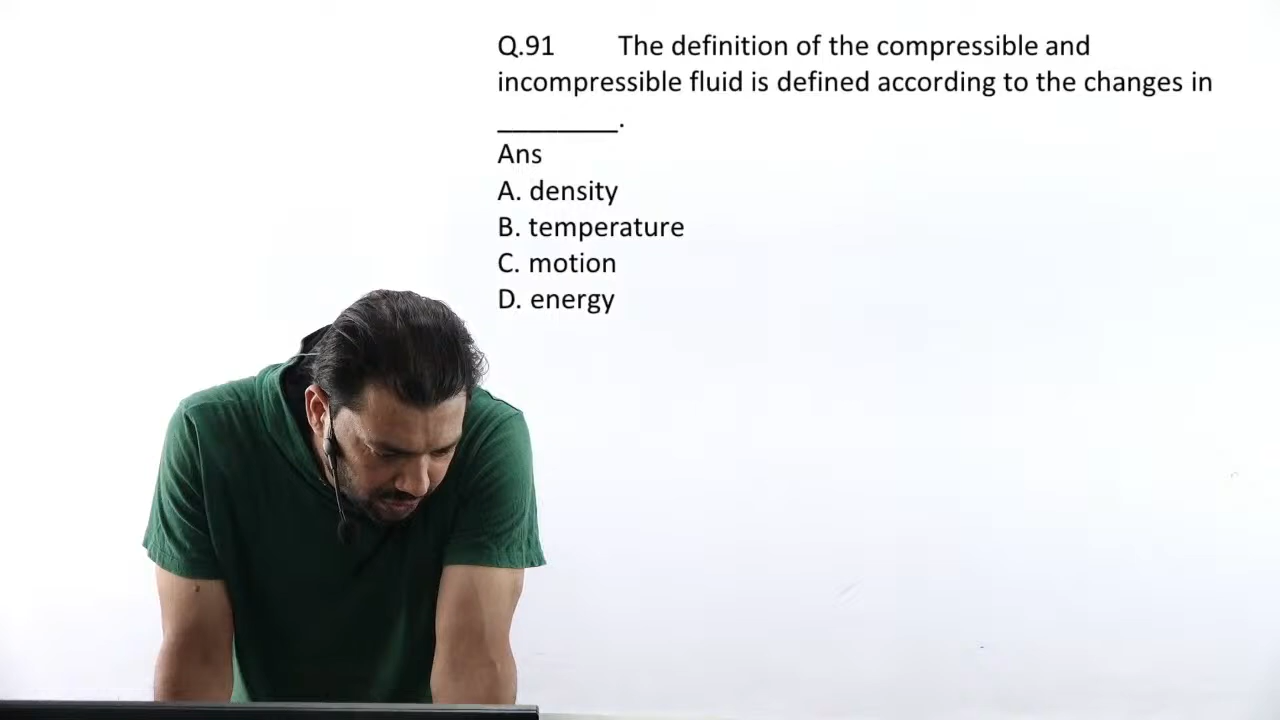 Q.91 The definition of the compressible and
incompressible fluid is defined according to the changes in
________.
Ans
A. density
B. temperature
C. motion
D. energy